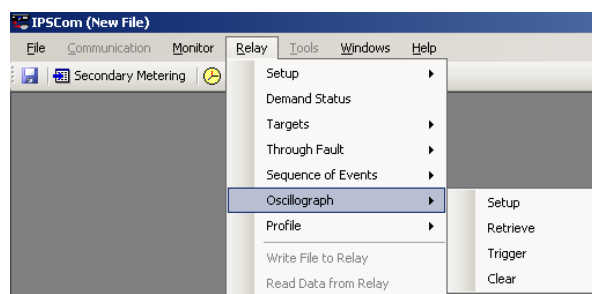 IPSCom (New File)
File Communication Monitor Relay Tools Windows Help
Secondary Metering
Setup
Demand Status
Targets
Through Fault
Sequence of Events
Oscillograph
Setup
Profile
Retrieve
Write File to Relay
Trigger
Read Data from Relay
Clear